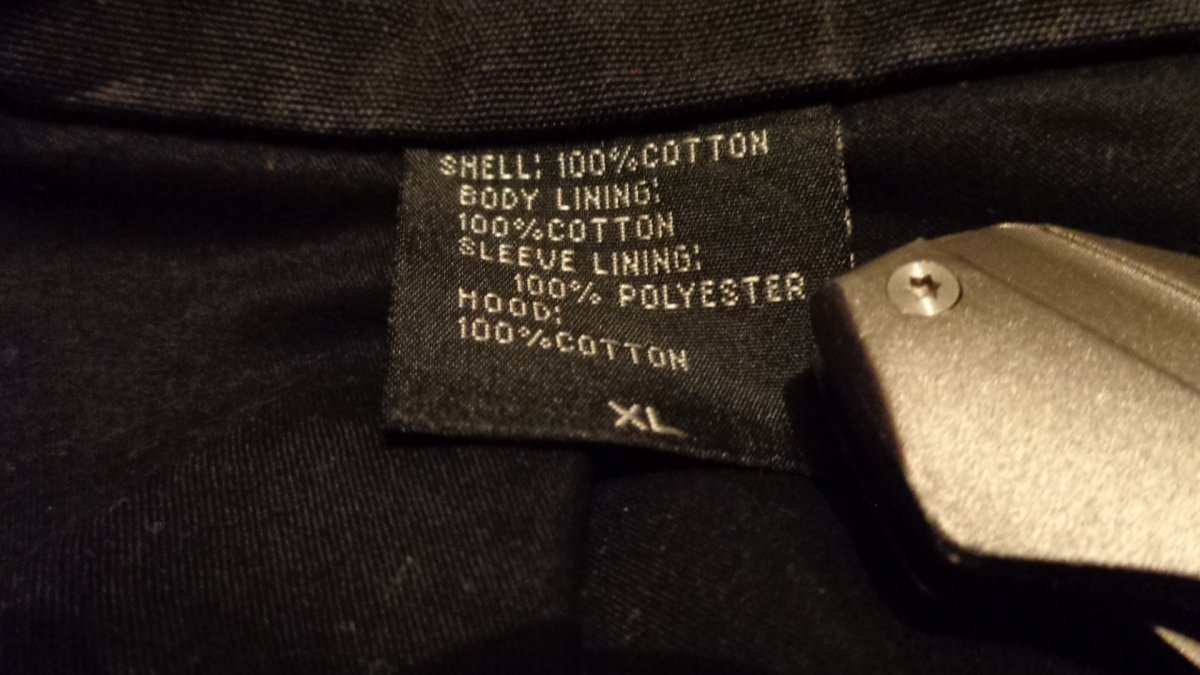 SHELL: 100%COTTON
BODY LINING:
100%COTTON
SLEEVE LINING:
100% POLYESTER
HOOD:
100%COTTON
XL